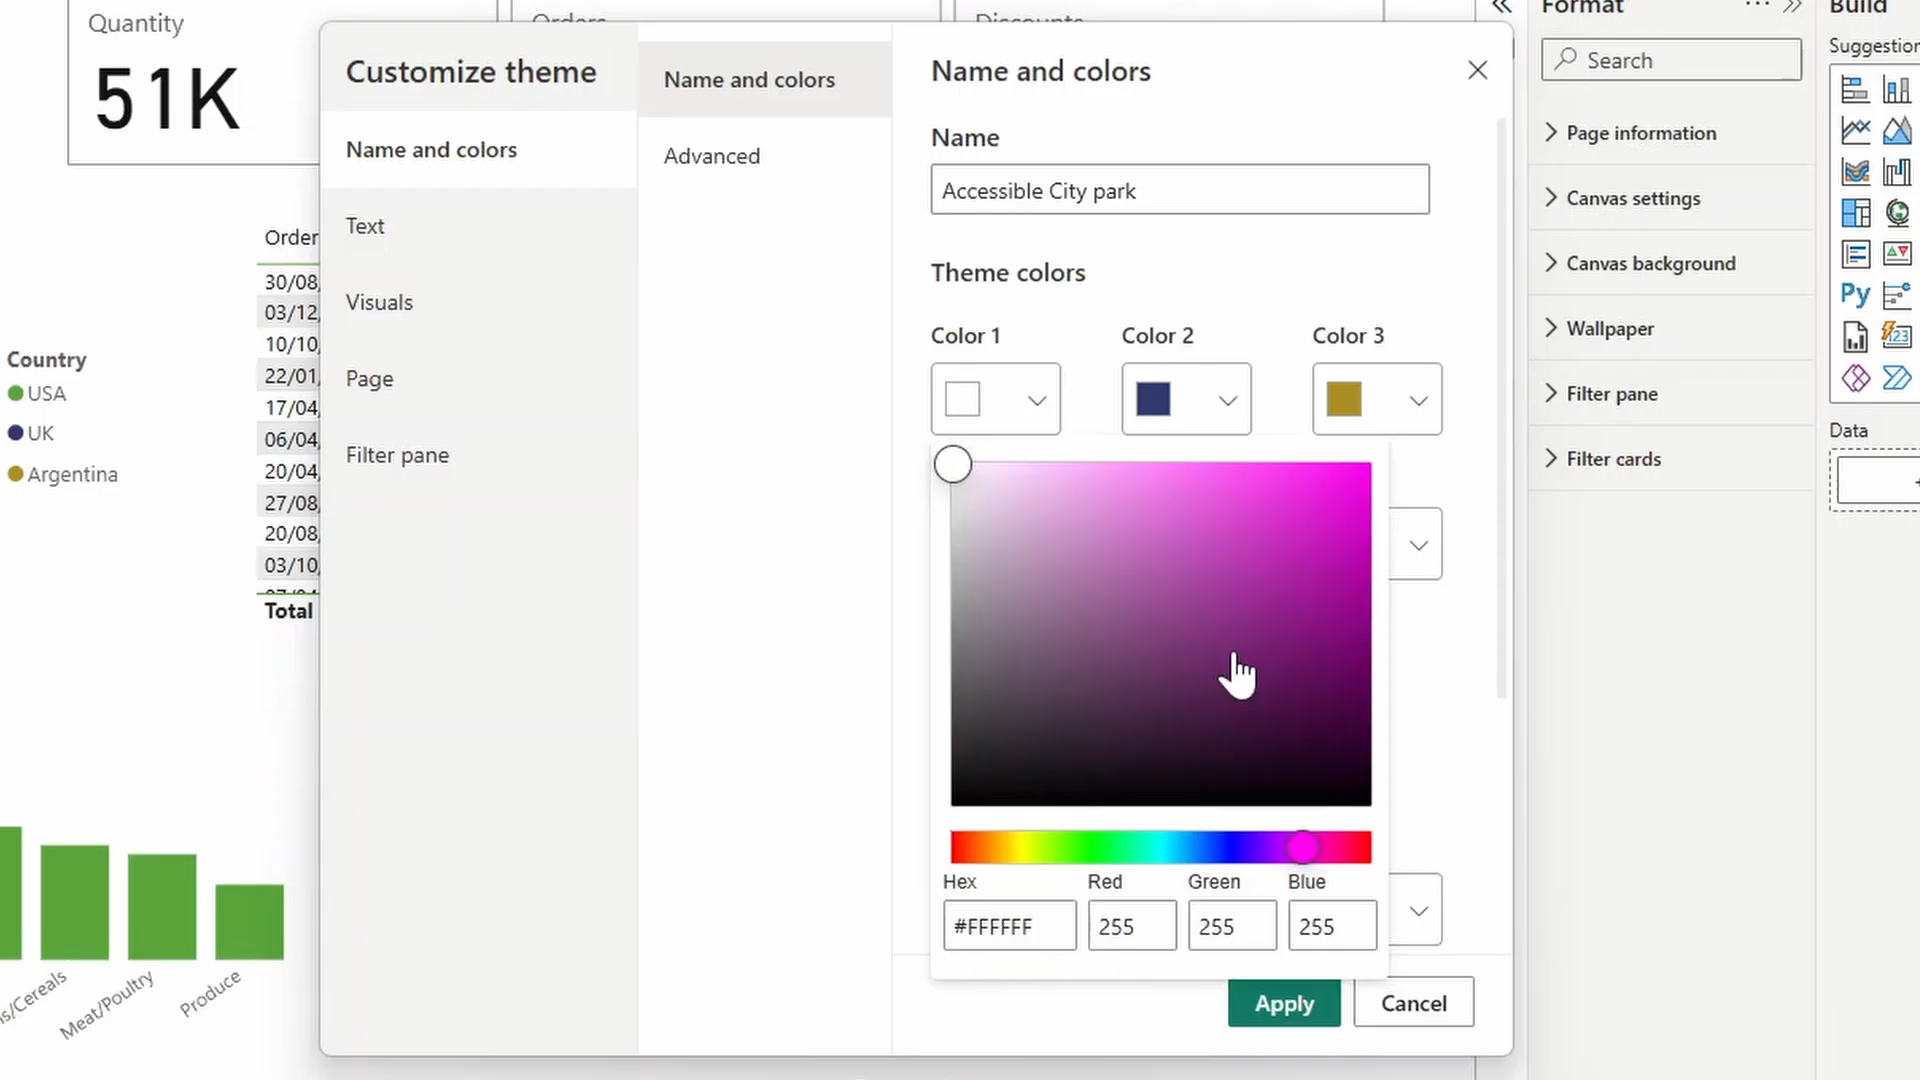 Quantity
51K
Orders
Discounts
Country
USA
UK
Argentina
Order
30/08/
03/12/
10/10/
22/01/
17/04/
06/04/
20/04/
27/08/
20/08/
03/10/
Total
s/Cereals
Meat/Poultry
Produce
Customize theme
Name and colors
Text
Visuals
Page
Filter pane
Name and colors
Advanced
Name and colors
Name
Accessible City park
Theme colors
Color 1 Color 2 Color 3
Hex Red Green Blue
#FFFFFF 255 255 255
Apply Cancel
Format
Search
Page information
Canvas settings
Canvas background
Wallpaper
Filter pane
Filter cards
Build
Suggestion
Py
123
Data